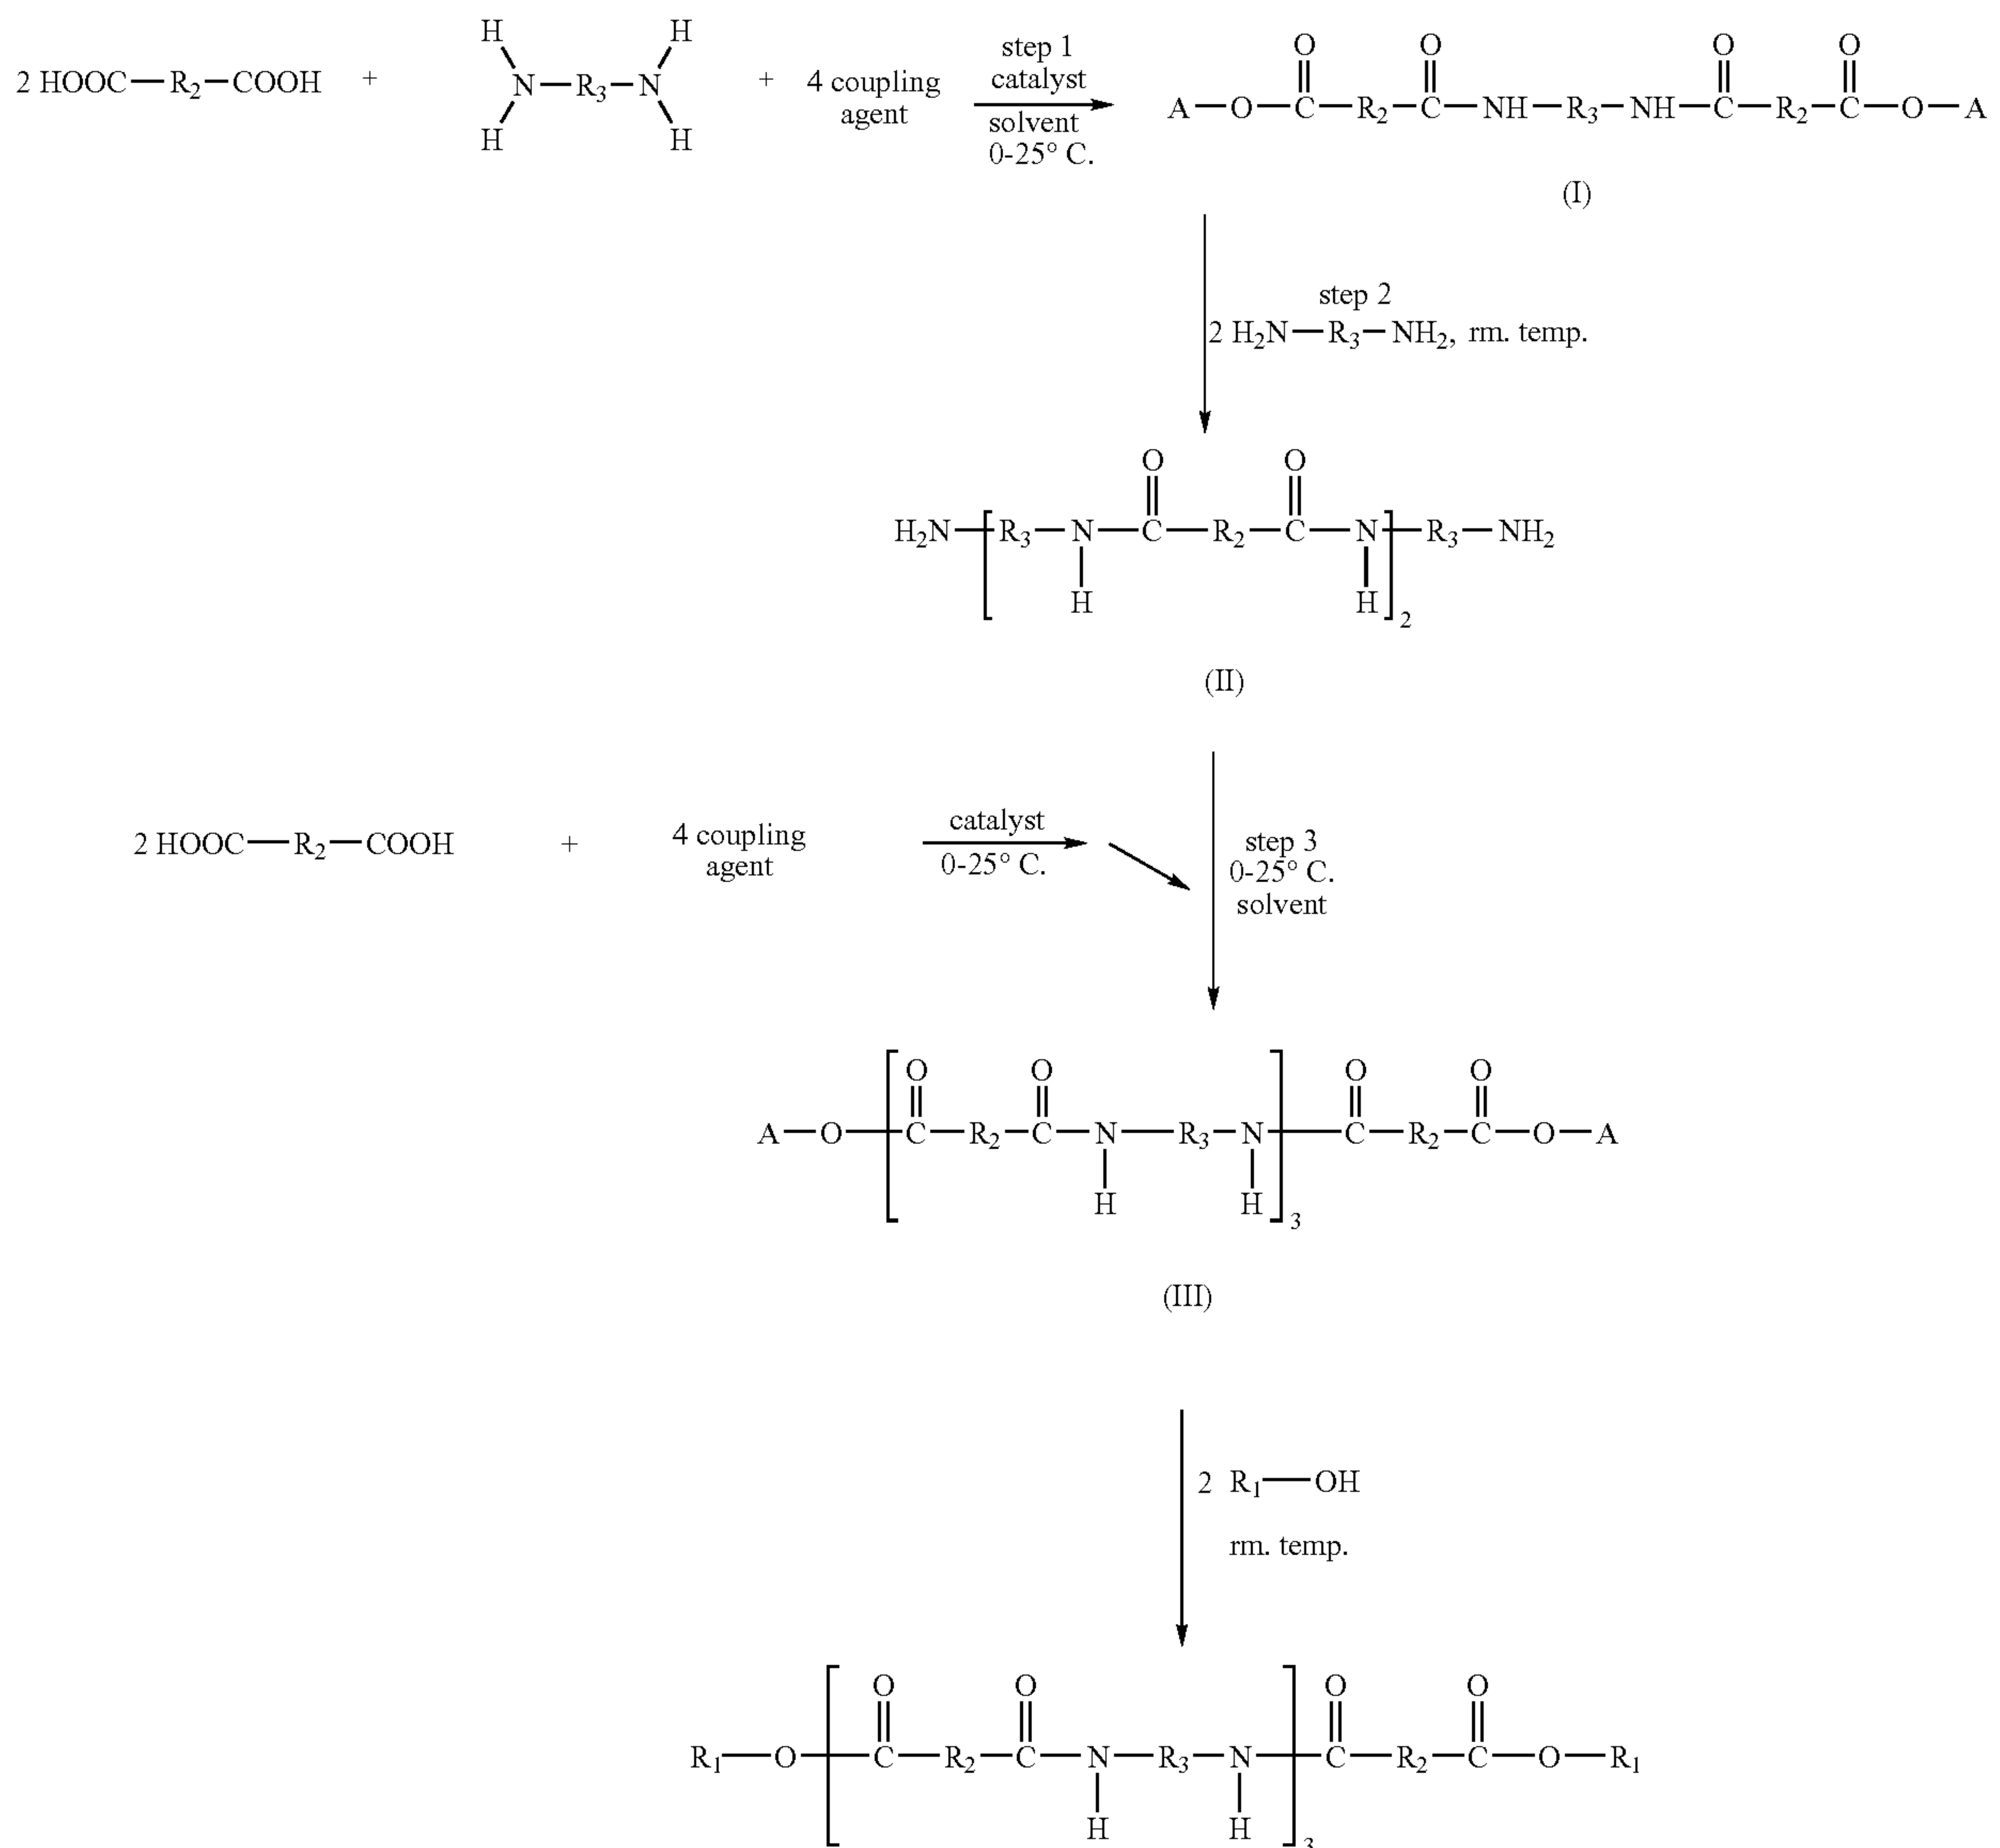 2 HOOC—R₂—COOH + H H N—R₃—N H H + 4 coupling agent
step 1
catalyst
solvent
0-25° C.
O O O O
A—O—C—R₂—C—NH—R₃—NH—C—R₂—C—O—A
(I)
step 2
2 H₂N—R₃—NH₂, rm. temp.
O O
H₂N—[R₃—N—C—R₂—C—N]₂—R₃—NH₂
H H
(II)
2 HOOC—R₂—COOH + 4 coupling agent
catalyst
0-25° C.
step 3
0-25° C.
solvent
O O O O
A—O—[C—R₂—C—N—R₃—N]₃—C—R₂—C—O—A
H H
(III)
2 R₁—OH
rm. temp.
O O O O
R₁—O—[C—R₂—C—N—R₃—N]₃—C—R₂—C—O—R₁
H H